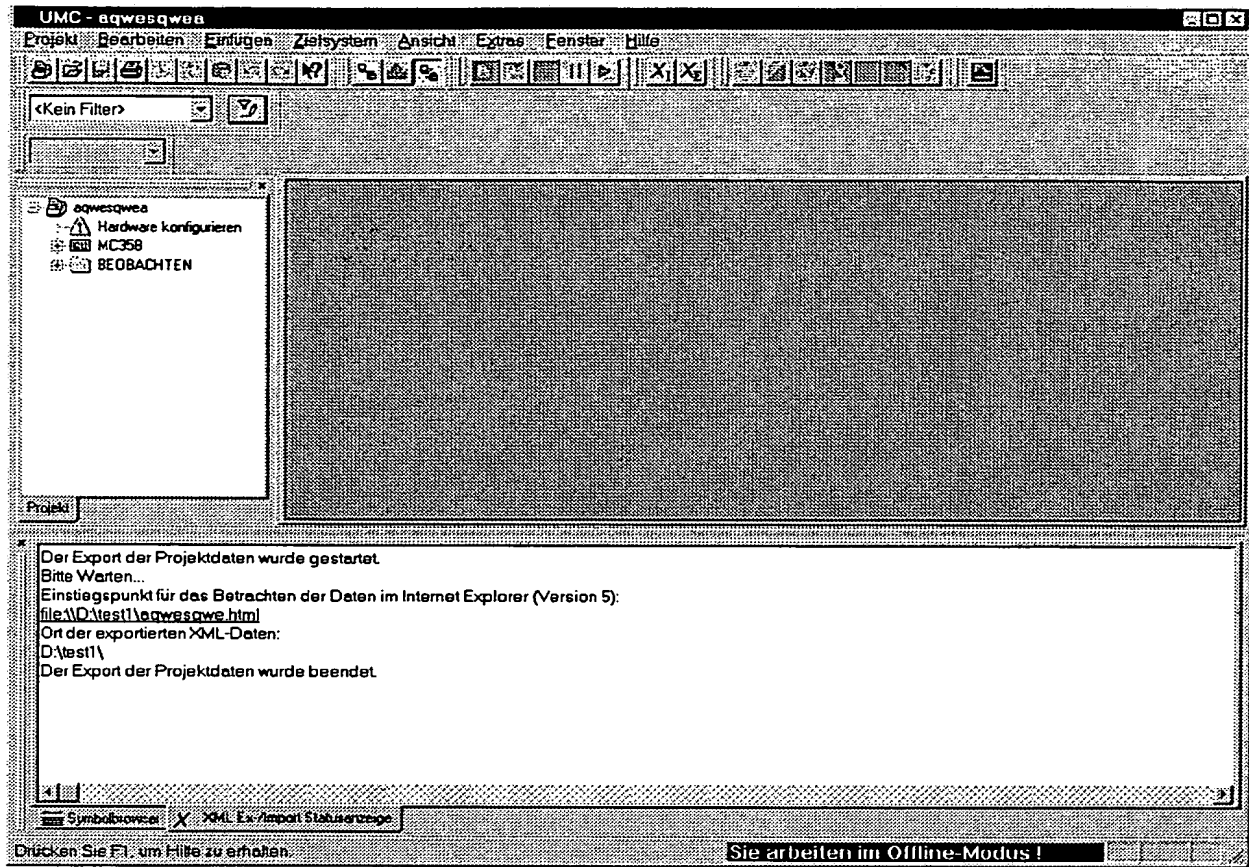 UMC - aqwesqwea
Projekt Bearbeiten Einfügen Zielsystem Ansicht Extras Fenster Hilfe
<Kein Filter>
aqwesqwea
Hardware konfigurieren
MC358
BEOBACHTEN
Projekt
Der Export der Projektdaten wurde gestartet.
Bitte Warten...
Einstiegspunkt für das Betrachten der Daten im Internet Explorer (Version 5):
file:\\D:\test1\aqwesqwe.html
Ort der exportierten XML-Daten:
D:\test1\
Der Export der Projektdaten wurde beendet.
Symbolbrowser XML Ex-/Import Statusanzeige
Drücken Sie F1, um Hilfe zu erhalten. Sie arbeiten im Offline-Modus !